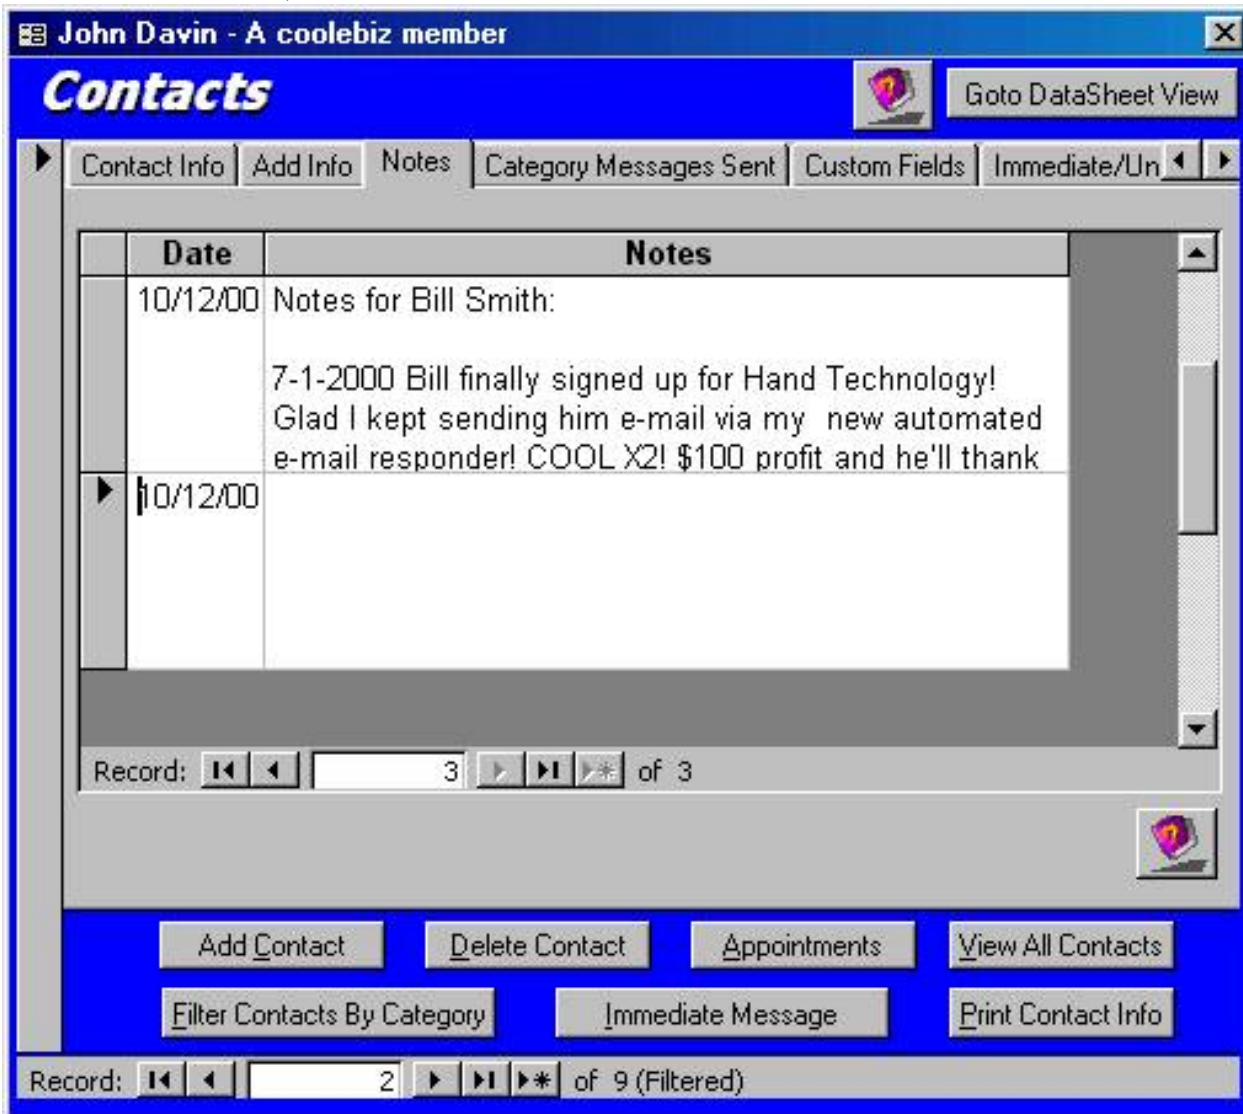 John Davin - A coolebiz member
Contacts
Goto DataSheet View
Contact Info Add Info Notes Category Messages Sent Custom Fields Immediate/Un
Date Notes
10/12/00 Notes for Bill Smith:
7-1-2000 Bill finally signed up for Hand Technology!
Glad I kept sending him e-mail via my new automated
e-mail responder! COOL X2! $100 profit and he'll thank
10/12/00
Record: 3 of 3
Add Contact Delete Contact Appointments View All Contacts
Filter Contacts By Category Immediate Message Print Contact Info
Record: 2 of 9 (Filtered)